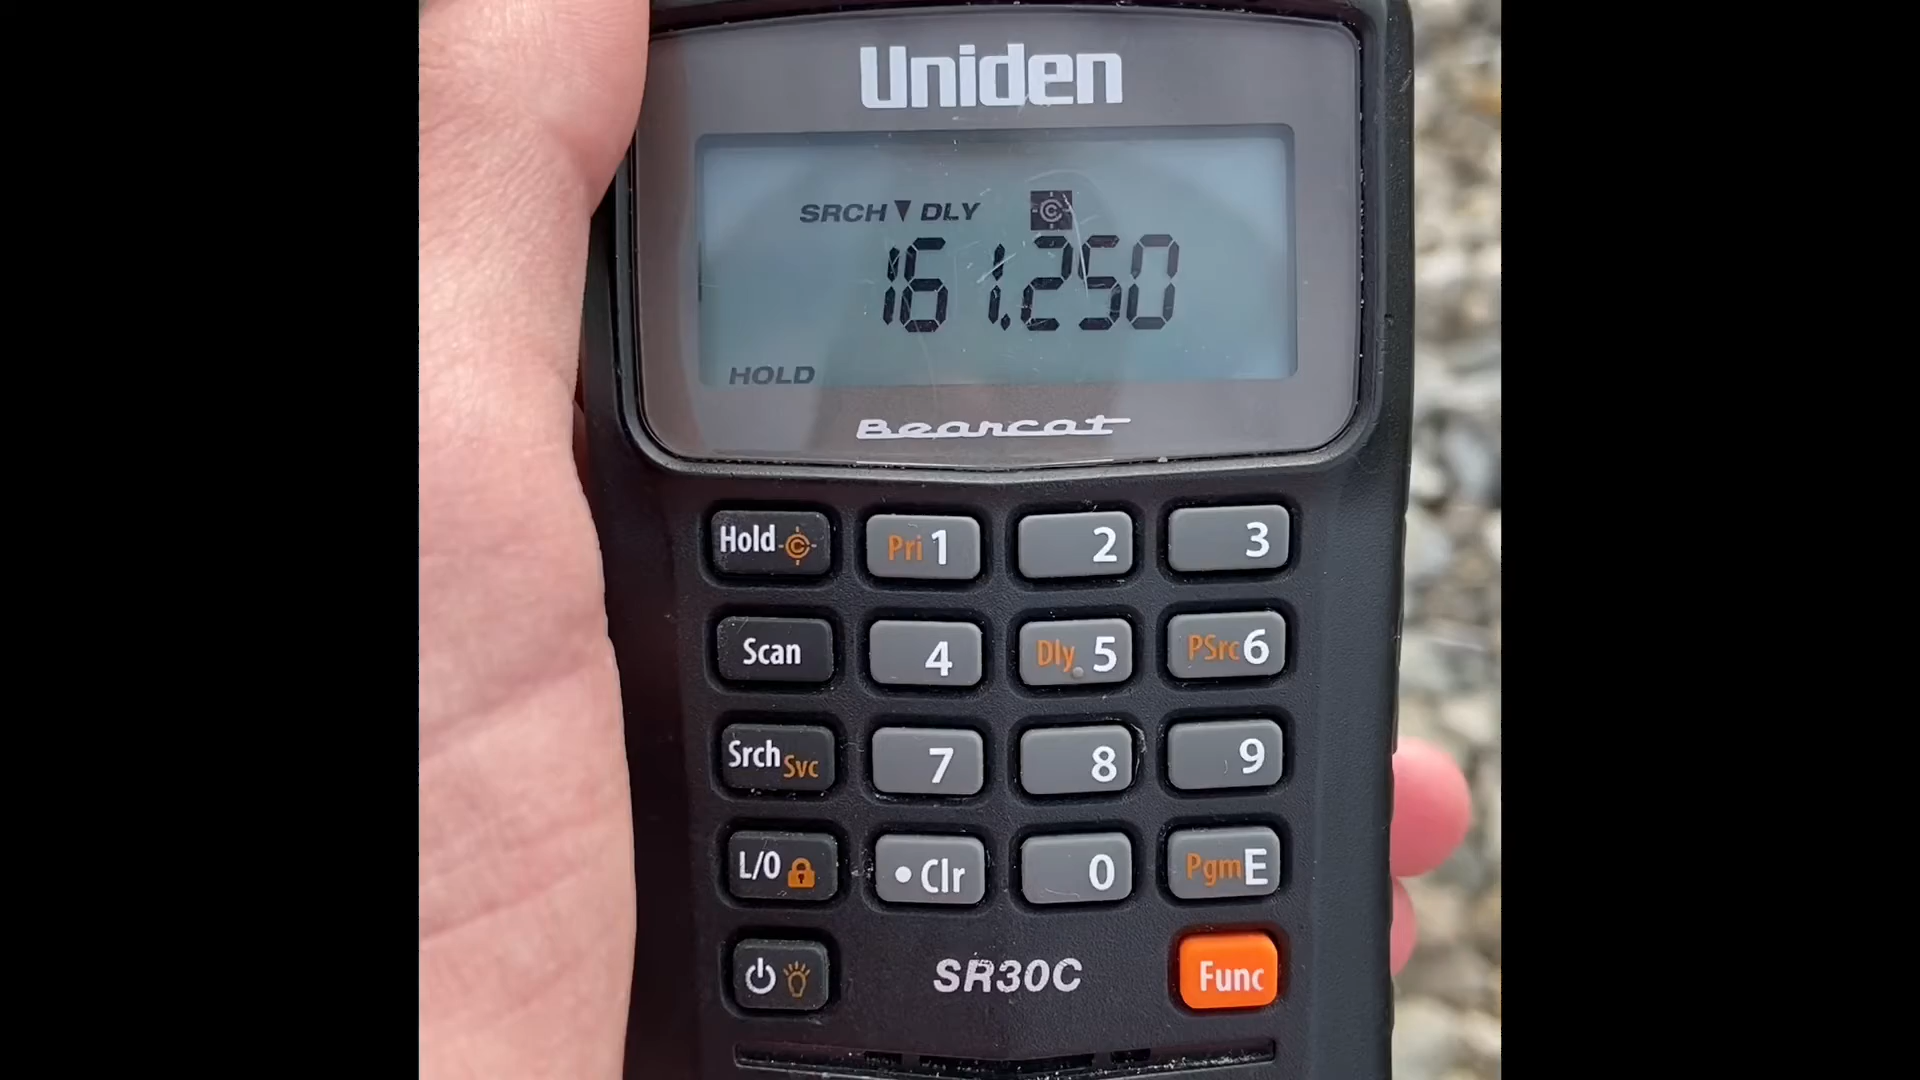 Uniden
SRCH▼DLY ©
161.250
HOLD
Bearcat
Hold © Pri 1 2 3
Scan 4 Dly 5 PSrc 6
Srch Svc 7 8 9
L/O • Clr 0 Pgm E
SR30C Func